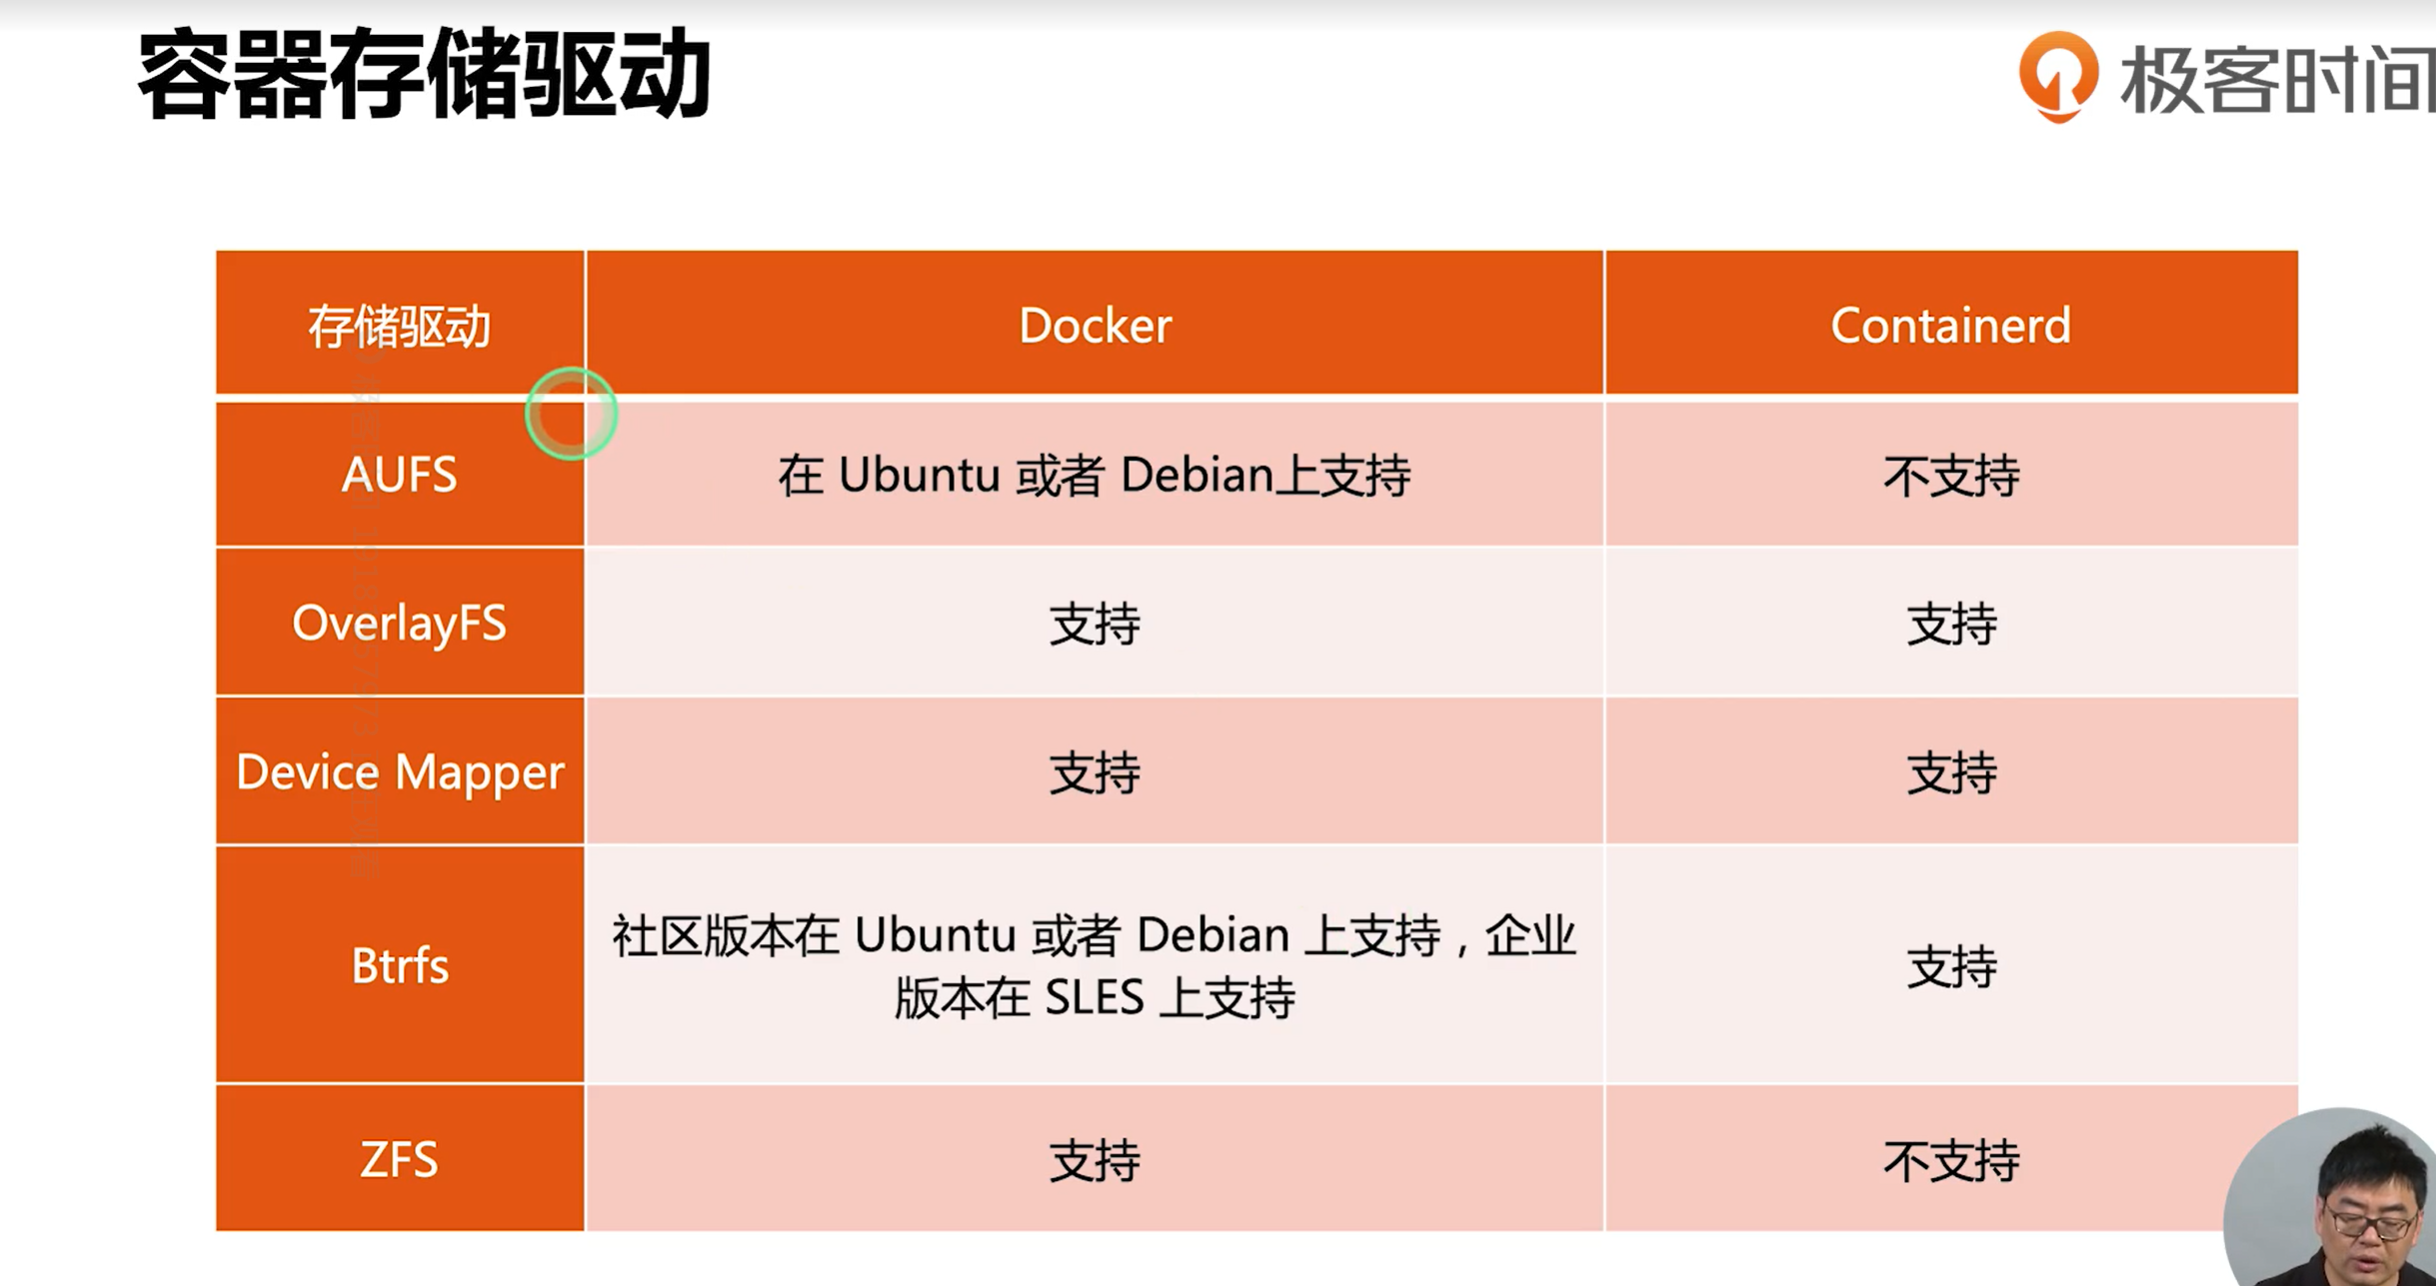 容器存储驱动
极客时间
存储驱动
Docker
Containerd
AUFS
在 Ubuntu 或者 Debian上支持
不支持
OverlayFS
支持
支持
Device Mapper
支持
支持
Btrfs
社区版本在 Ubuntu 或者 Debian 上支持，企业
版本在 SLES 上支持
支持
ZFS
支持
不支持